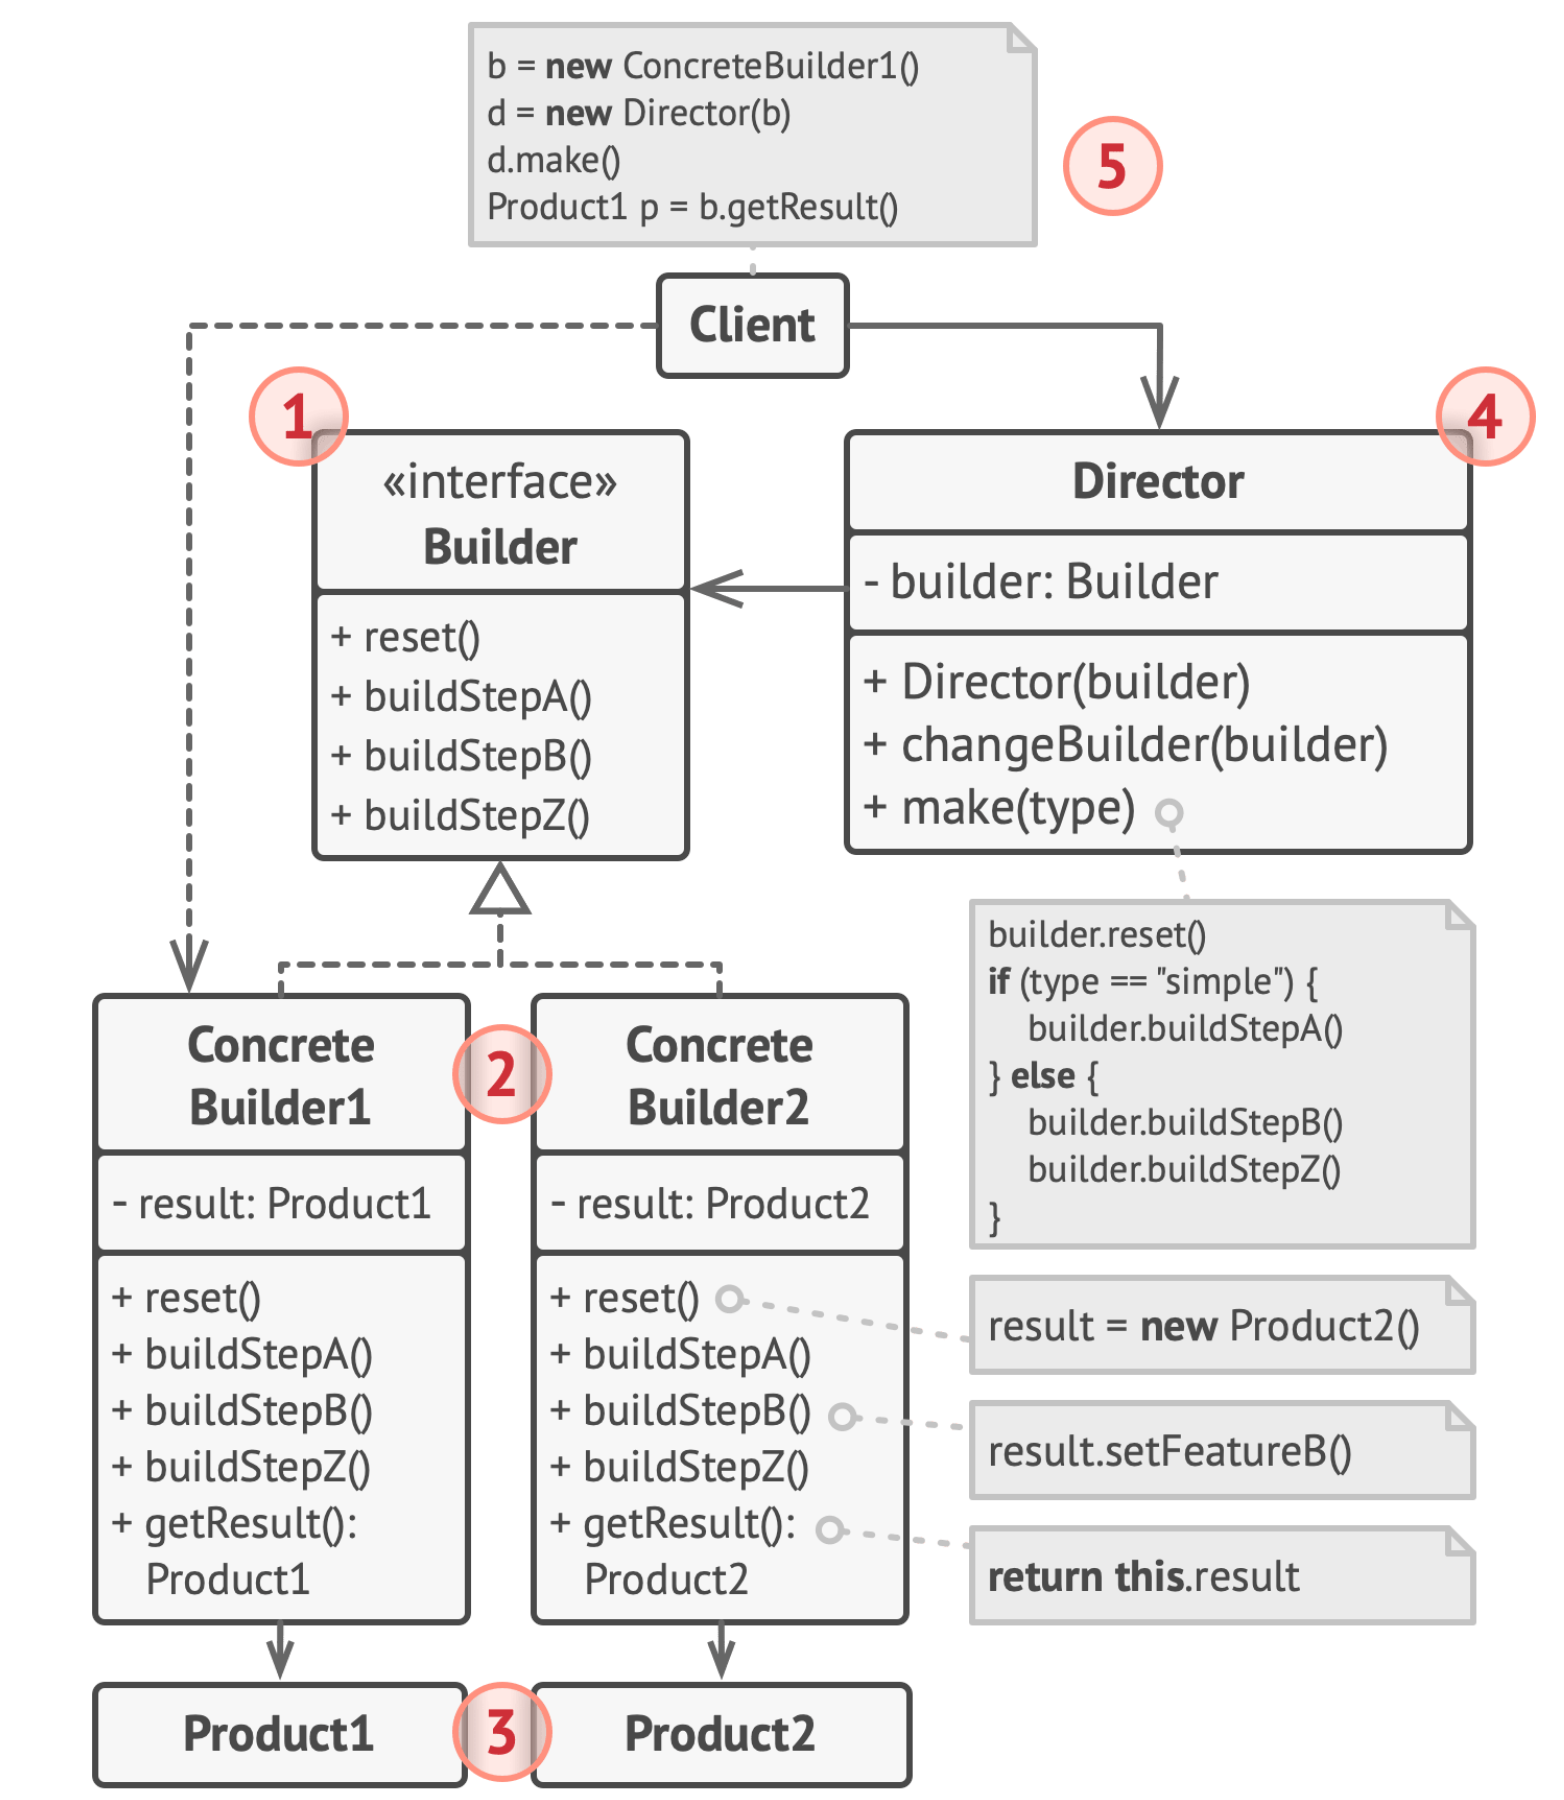 b = new ConcreteBuilder1()
d = new Director(b)
d.make()
Product1 p = b.getResult()
5
Client
1
«interface»
Builder
+ reset()
+ buildStepA()
+ buildStepB()
+ buildStepZ()
4
Director
- builder: Builder
+ Director(builder)
+ changeBuilder(builder)
+ make(type)
builder.reset()
if (type == "simple") {
builder.buildStepA()
} else {
builder.buildStepB()
builder.buildStepZ()
}
Concrete
Builder1
- result: Product1
+ reset()
+ buildStepA()
+ buildStepB()
+ buildStepZ()
+ getResult():
Product1
2
Concrete
Builder2
- result: Product2
+ reset()
+ buildStepA()
+ buildStepB()
+ buildStepZ()
+ getResult():
Product2
result = new Product2()
result.setFeatureB()
return this.result
Product1
3
Product2